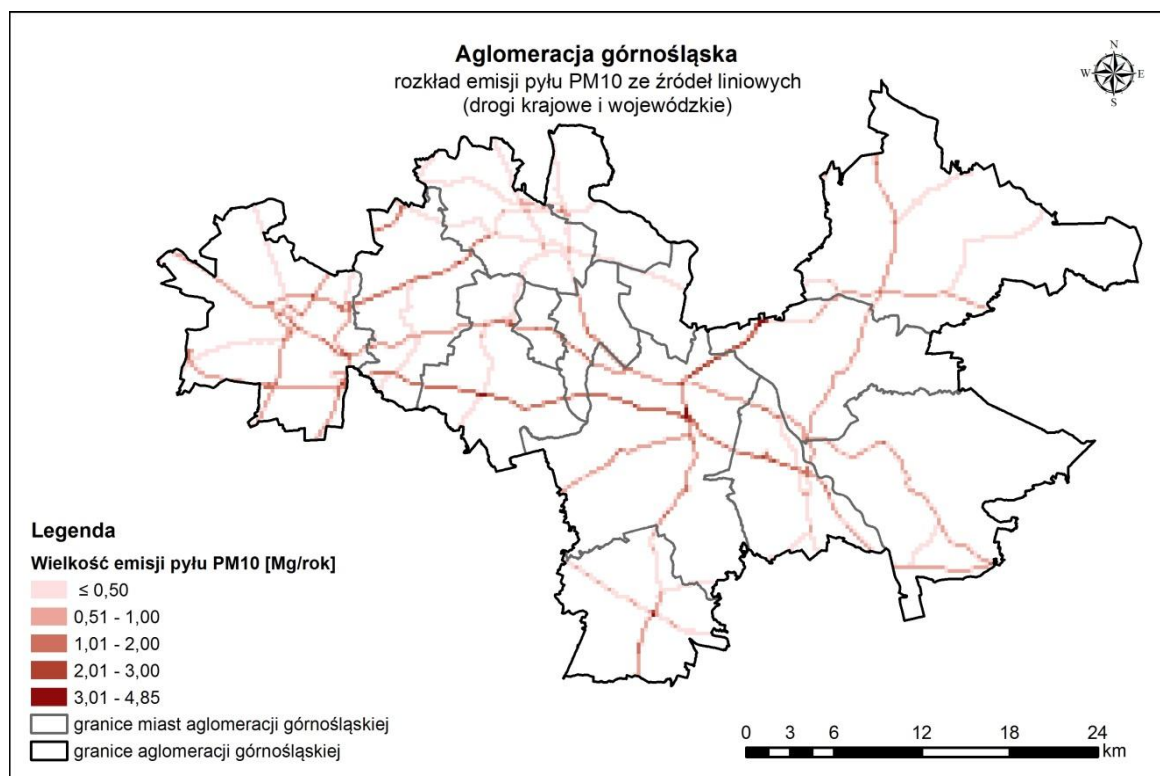 Aglomeracja górnośląska
rozkład emisji pyłu PM10 ze źródeł liniowych
(drogi krajowe i wojewódzkie)
N
W E
S
Legenda
Wielkość emisji pyłu PM10 [Mg/rok]
≤ 0,50
0,51 - 1,00
1,01 - 2,00
2,01 - 3,00
3,01 - 4,85
granice miast aglomeracji górnośląskiej
granice aglomeracji górnośląskiej
0 3 6 12 18 24
km